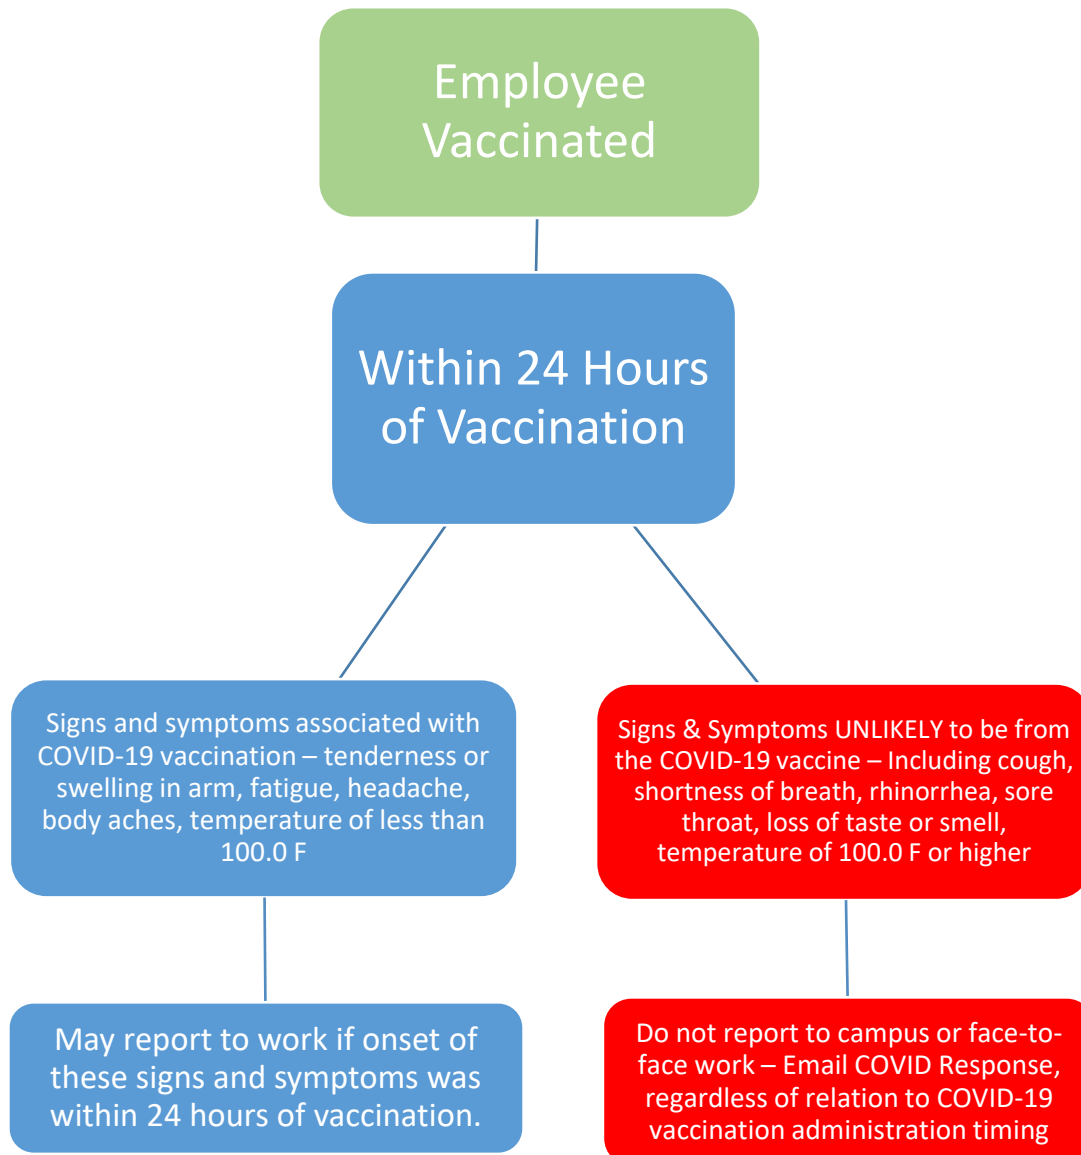 Employee
Vaccinated
Within 24 Hours
of Vaccination
Signs and symptoms associated with
COVID-19 vaccination – tenderness or
swelling in arm, fatigue, headache,
body aches, temperature of less than
100.0 F
Signs & Symptoms UNLIKELY to be from
the COVID-19 vaccine – Including cough,
shortness of breath, rhinorrhea, sore
throat, loss of taste or smell,
temperature of 100.0 F or higher
May report to work if onset of
these signs and symptoms was
within 24 hours of vaccination.
Do not report to campus or face-to-
face work – Email COVID Response,
regardless of relation to COVID-19
vaccination administration timing